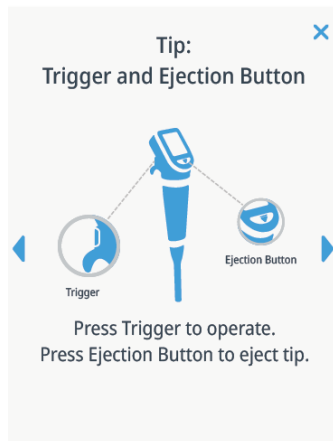 Tip:
Trigger and Ejection Button
Ejection Button
Trigger
Press Trigger to operate.
Press Ejection Button to eject tip.